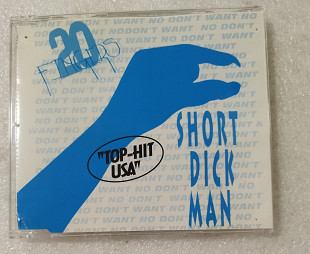 DON'T WANT NO DON'T WANT NO DON'T WANT
20
FINGERS
"TOP-HIT
USA"
SHORT
DICK
MAN